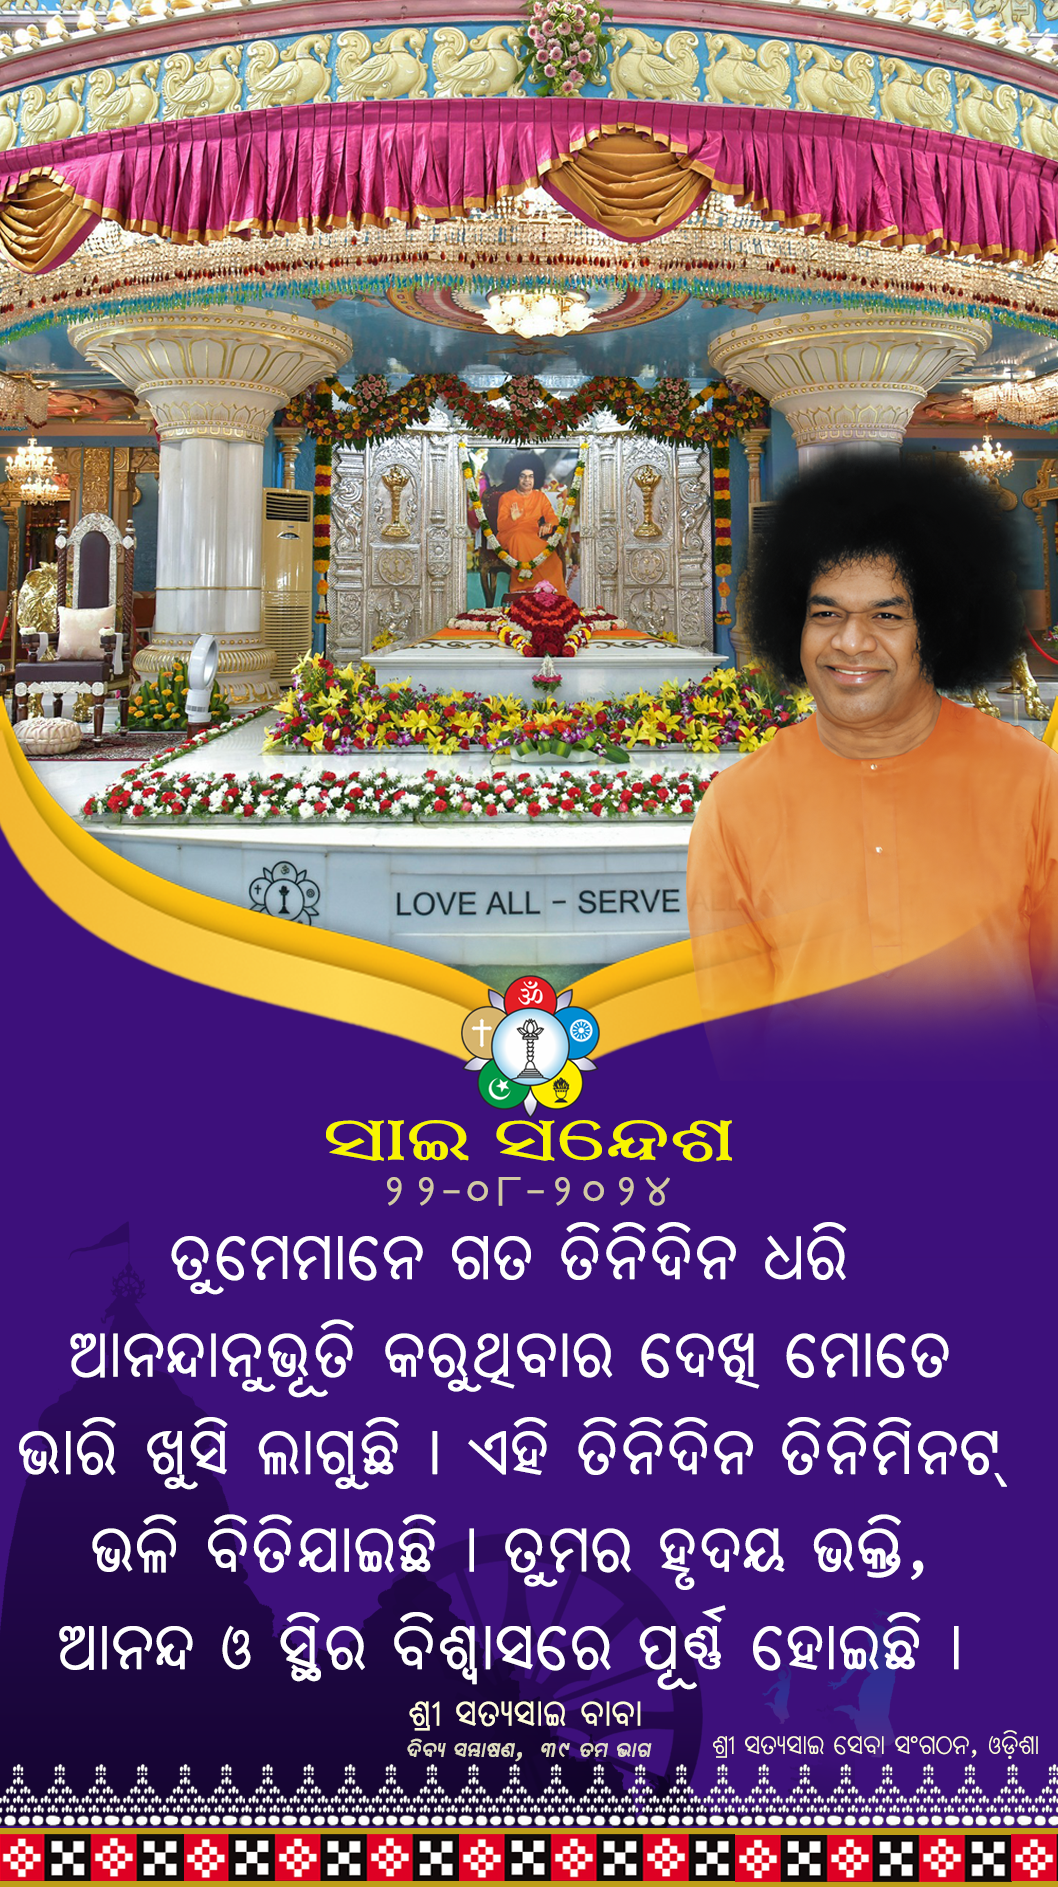 LOVE ALL - SERVE ALL
ସାଇ ସନ୍ଦେଶ
୨୨-୦୮-୨୦୨୪
ତୁମେମାନେ ଗତ ତିନିଦିନ ଧରି
ଆନନ୍ଦାନୁଭୂତି କରୁଥିବାର ଦେଖି ମୋତେ
ଭାରି ଖୁସି ଲାଗୁଛି । ଏହି ତିନିଦିନ ତିନିମିନଟ୍
ଭଳି ବିତିଯାଇଛି । ତୁମର ହୃଦୟ ଭକ୍ତି,
ଆନନ୍ଦ ଓ ସ୍ଥିର ବିଶ୍ୱାସରେ ପୂର୍ଣ୍ଣ ହୋଇଛି ।
ଶ୍ରୀ ସତ୍ୟସାଇ ବାବା
ଦିବ୍ୟ ସମ୍ଭାଷଣ, ୩୯ ତମ ଭାଗ
ଶ୍ରୀ ସତ୍ୟସାଇ ସେବା ସଂଗଠନ, ଓଡ଼ିଶା